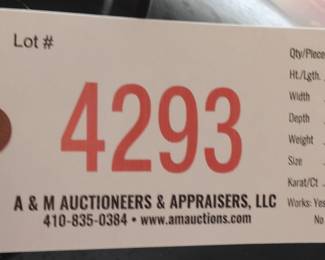 Lot #
4293
A & M AUCTIONEERS & APPRAISERS, LLC
410-835-0384 • www.amauctions.com
Qty/Piece
Ht./Lgth.
Width
Depth
Weight
Size
Karat/Ct
Works: Yes
No